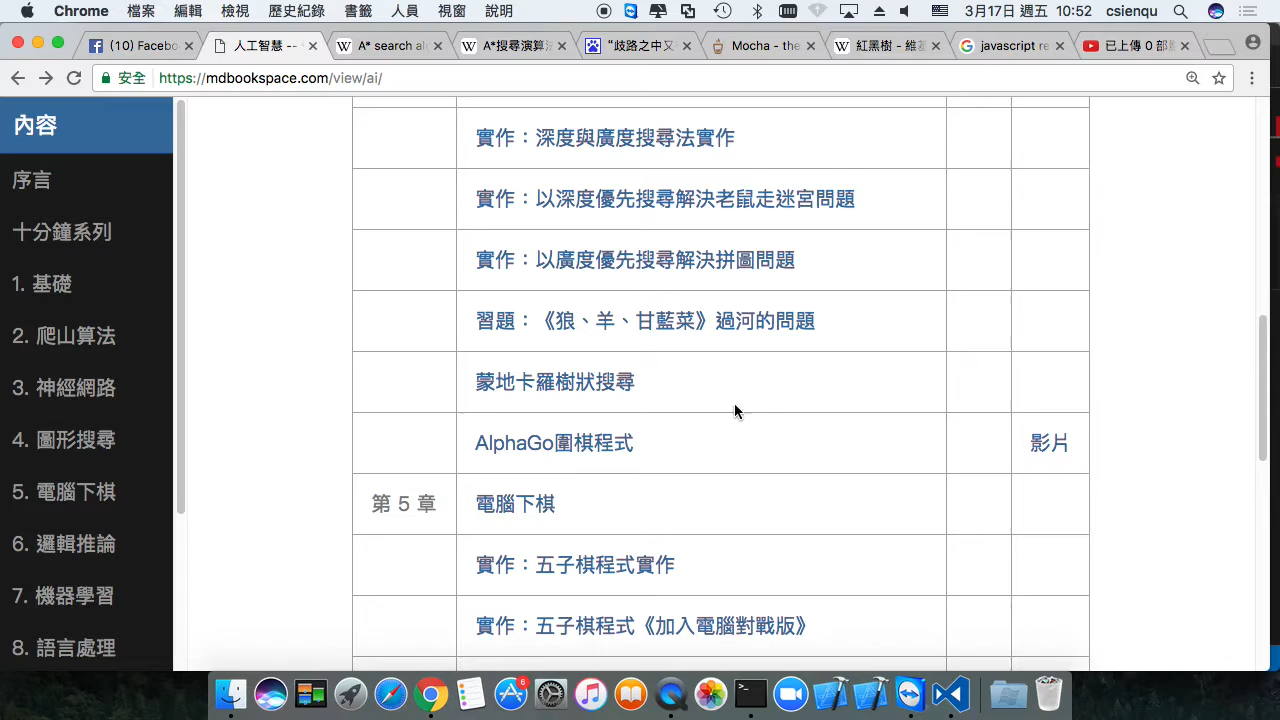 Chrome 檔案 編輯 檢視 歷史紀錄 書籤 人員 視窗 說明 3月17日 週五 10:52 csienqu
(10) Facebo 人工智慧 -- A* search al A*搜尋演算 “歧路之中又 Mocha - the 紅黑樹 - 維 javascript re 已上傳 0 部
安全 https://mdbookspace.com/view/ai/
內容
序言
十分鐘系列
1. 基礎
2. 爬山算法
3. 神經網路
4. 圖形搜尋
5. 電腦下棋
6. 邏輯推論
7. 機器學習
8. 語言處理
實作：深度與廣度搜尋法實作
實作：以深度優先搜尋解決老鼠走迷宮問題
實作：以廣度優先搜尋解決拼圖問題
習題：《狼、羊、甘藍菜》過河的問題
蒙地卡羅樹狀搜尋
AlphaGo圍棋程式 影片
第 5 章 電腦下棋
實作：五子棋程式實作
實作：五子棋程式《加入電腦對戰版》
6